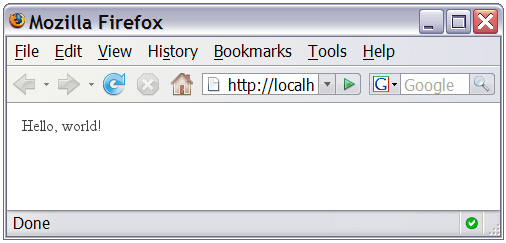 Mozilla Firefox
File Edit View History Bookmarks Tools Help
http://localh G Google
Hello, world!
Done